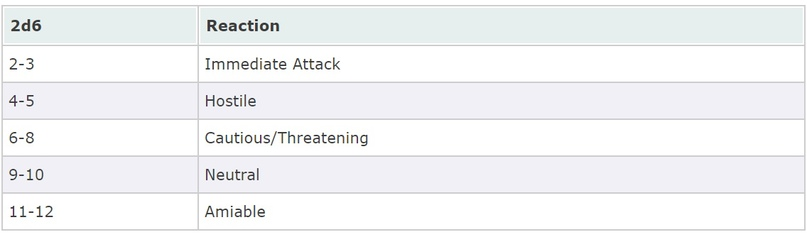 2d6 Reaction
2-3 Immediate Attack
4-5 Hostile
6-8 Cautious/Threatening
9-10 Neutral
11-12 Amiable